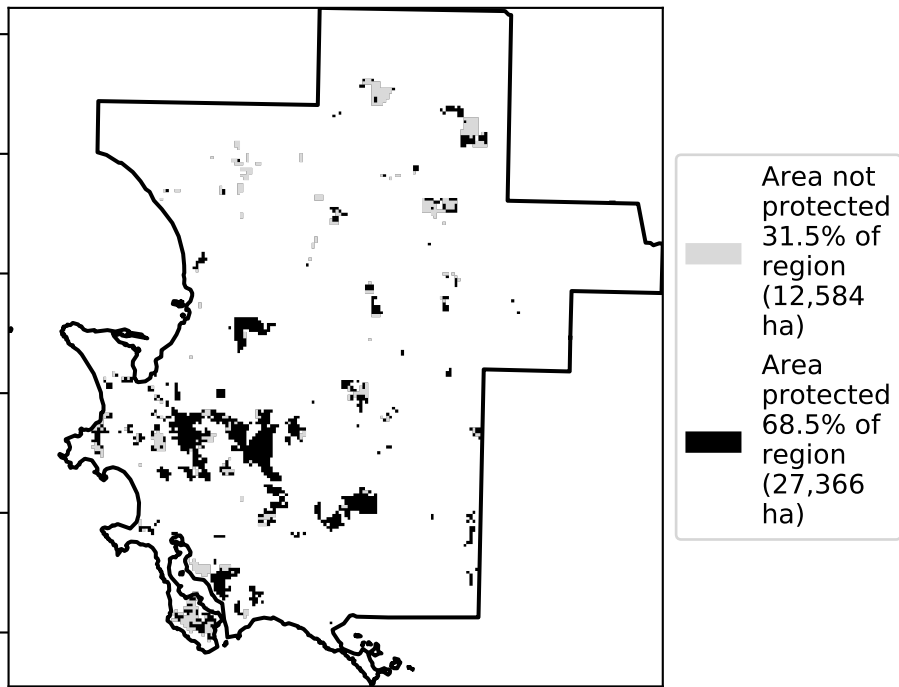 Area not
protected
31.5% of
region
(12,584
ha)
Area
protected
68.5% of
region
(27,366
ha)